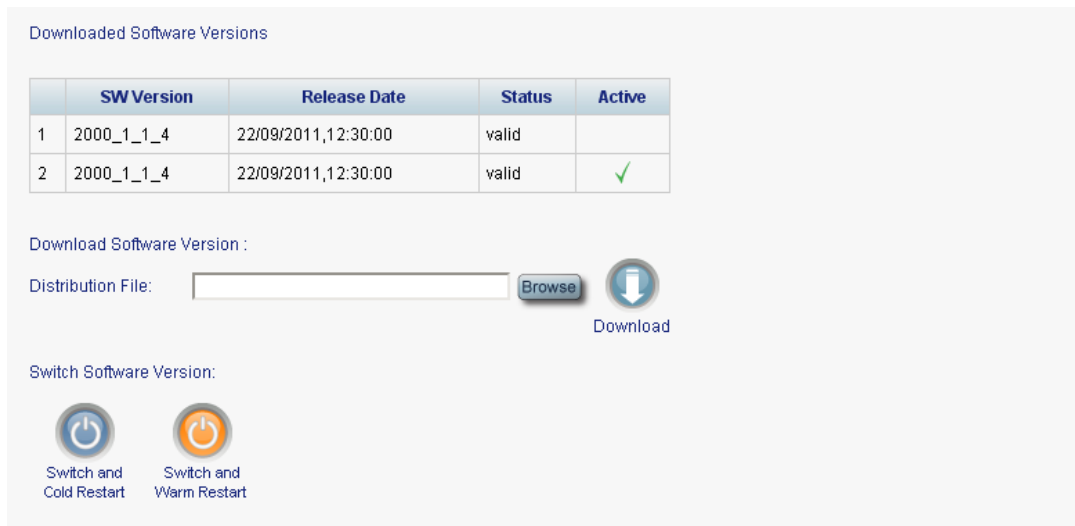 Downloaded Software Versions
SW Version Release Date Status Active
1 2000_1_1_4 22/09/2011,12:30:00 valid
2 2000_1_1_4 22/09/2011,12:30:00 valid
Download Software Version :
Distribution File: Browse
Download
Switch Software Version:
Switch and Switch and
Cold Restart Warm Restart